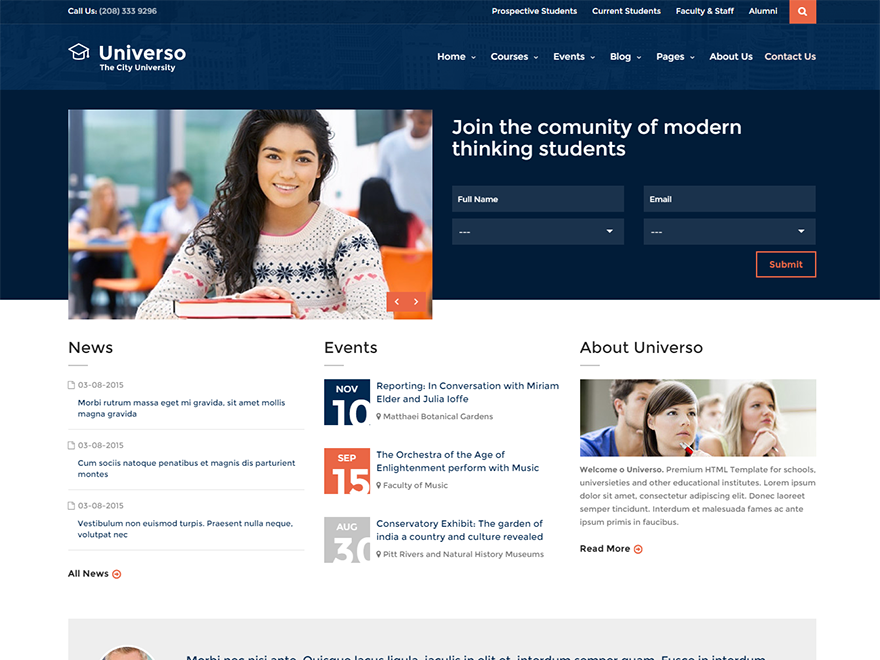 Call Us: (208) 333 9296
Prospective Students Current Students Faculty & Staff Alumni
Universo
The City University
Home Courses Events Blog Pages About Us Contact Us
Join the comunity of modern
thinking students
Full Name Email
--- ---
Submit
News
03-08-2015
Morbi rutrum massa eget mi gravida, sit amet mollis
magna gravida
03-08-2015
Cum sociis natoque penatibus et magnis dis parturient
montes
03-08-2015
Vestibulum non euismod turpis. Praesent nulla neque,
volutpat nec
All News
Events
NOV
10
Reporting: In Conversation with Miriam
Elder and Julia Ioffe
Matthaei Botanical Gardens
SEP
15
The Orchestra of the Age of
Enlightenment perform with Music
Faculty of Music
AUG
30
Conservatory Exhibit: The garden of
india a country and culture revealed
Pitt Rivers and Natural History Museums
About Universo
Welcome o Universo. Premium HTML Template for schools,
universieties and other educational institutes. Lorem ipsum
dolor sit amet, consectetur adipiscing elit. Donec laoreet
semper tincidunt. Interdum et malesuada fames ac ante
ipsum primis in faucibus.
Read More
Morbi nec nisi ante. Quisque lacus ligula, iaculis in elit et, interdum semper quam. Fusce in interdum